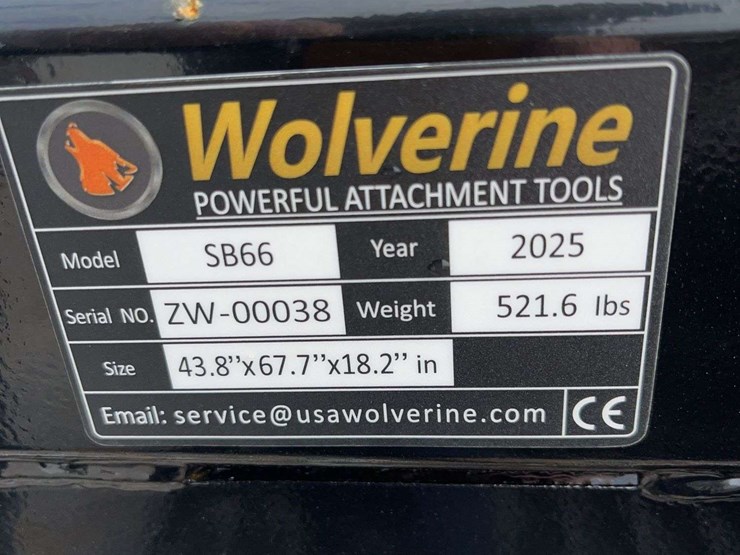 Wolverine
POWERFUL ATTACHMENT TOOLS
Model SB66 Year 2025
Serial NO. ZW-00038 Weight 521.6 lbs
Size 43.8’’x67.7’’x18.2’’ in
Email: service@usawolverine.com CE